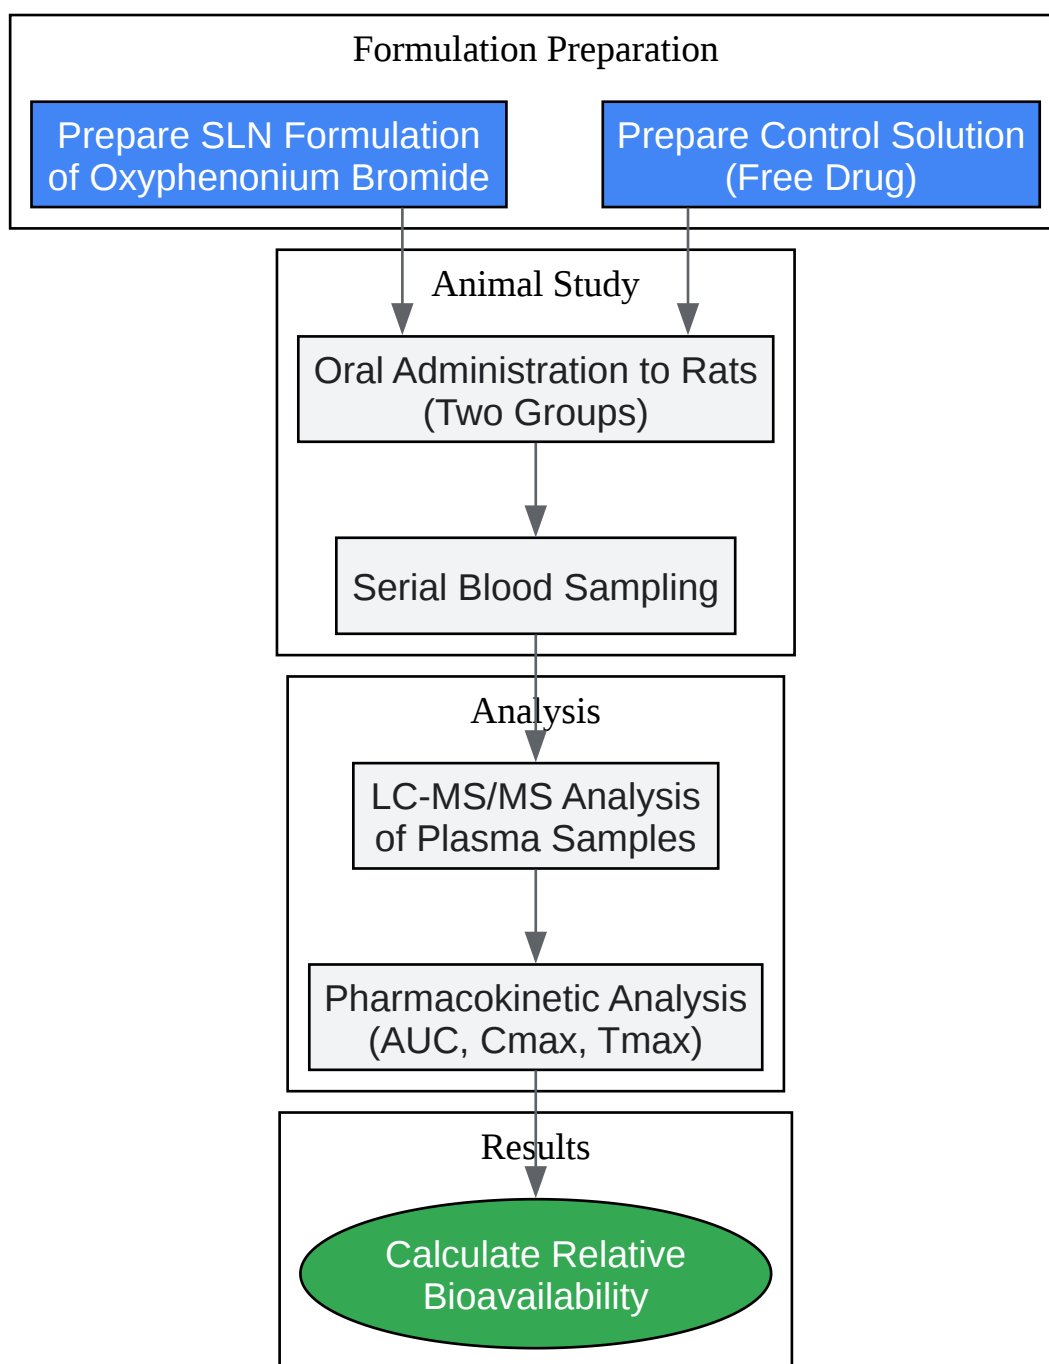 Formulation Preparation
Prepare SLN Formulation
of Oxyphenonium Bromide
Prepare Control Solution
(Free Drug)
Animal Study
Oral Administration to Rats
(Two Groups)
Serial Blood Sampling
Analysis
LC-MS/MS Analysis
of Plasma Samples
Pharmacokinetic Analysis
(AUC, Cmax, Tmax)
Results
Calculate Relative
Bioavailability